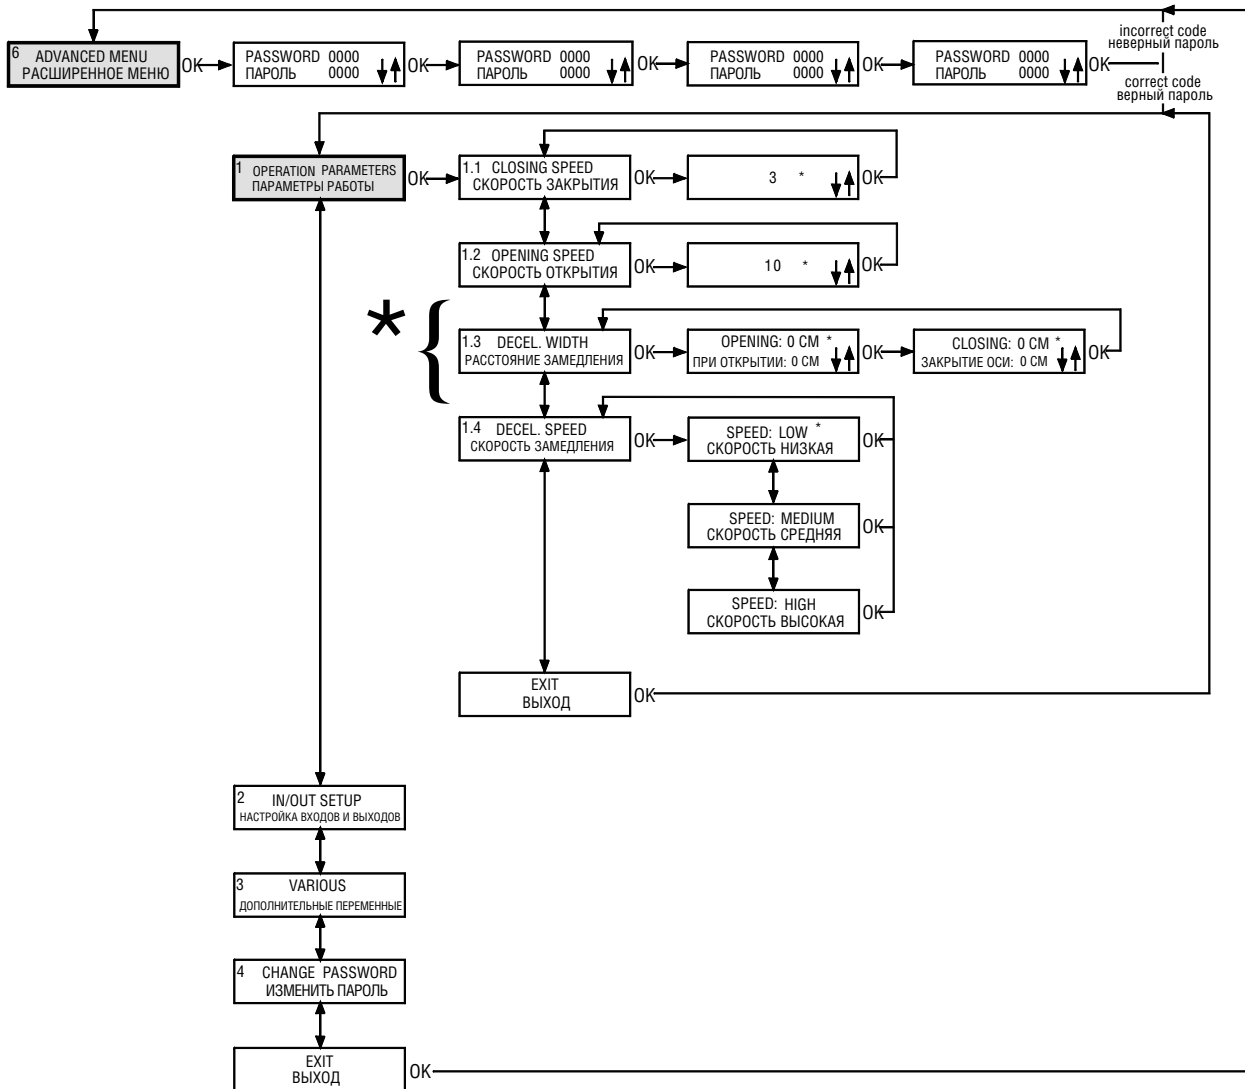 incorrect code
неверный пароль
6 ADVANCED MENU
РАСШИРЕННОЕ МЕНЮ
OK
PASSWORD 0000
ПАРОЛЬ 0000
OK
PASSWORD 0000
ПАРОЛЬ 0000
OK
PASSWORD 0000
ПАРОЛЬ 0000
OK
PASSWORD 0000
ПАРОЛЬ 0000
OK
correct code
верный пароль
1 OPERATION PARAMETERS
ПАРАМЕТРЫ РАБОТЫ
OK
1.1 CLOSING SPEED
СКОРОСТЬ ЗАКРЫТИЯ
OK
3 *
OK
1.2 OPENING SPEED
СКОРОСТЬ ОТКРЫТИЯ
OK
10 *
OK
* {
1.3 DECEL. WIDTH
РАССТОЯНИЕ ЗАМЕДЛЕНИЯ
OK
OPENING: 0 CM *
ПРИ ОТКРЫТИИ: 0 CM
OK
CLOSING: 0 CM *
ЗАКРЫТИЕ ОСИ: 0 CM
OK
1.4 DECEL. SPEED
СКОРОСТЬ ЗАМЕДЛЕНИЯ
OK
SPEED: LOW *
СКОРОСТЬ НИЗКАЯ
OK
SPEED: MEDIUM
СКОРОСТЬ СРЕДНЯЯ
OK
SPEED: HIGH
СКОРОСТЬ ВЫСОКАЯ
OK
EXIT
ВЫХОД
OK
2 IN/OUT SETUP
НАСТРОЙКА ВХОДОВ И ВЫХОДОВ
3 VARIOUS
ДОПОЛНИТЕЛЬНЫЕ ПЕРЕМЕННЫЕ
4 CHANGE PASSWORD
ИЗМЕНИТЬ ПАРОЛЬ
EXIT
ВЫХОД
OK